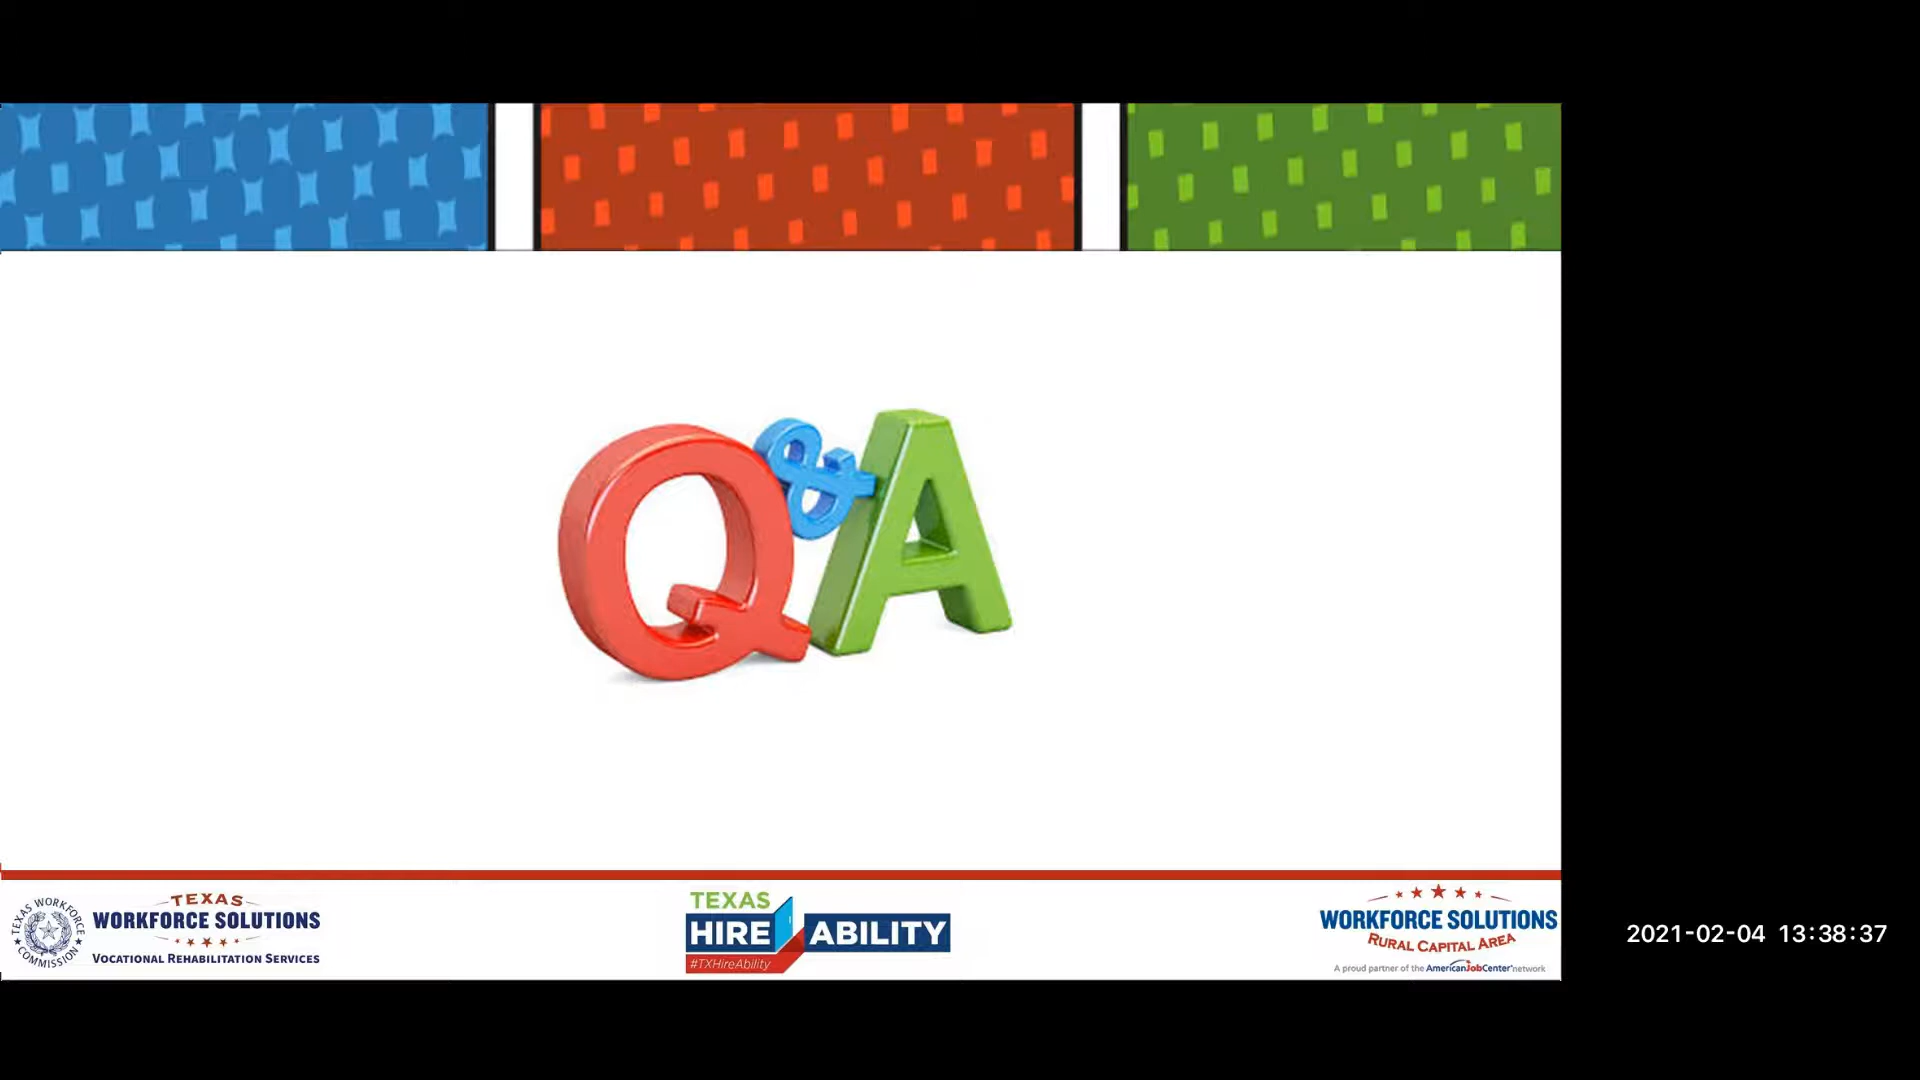 Q&A
TEXAS WORKFORCE COMMISSION
TEXAS
WORKFORCE SOLUTIONS
VOCATIONAL REHABILITATION SERVICES
TEXAS
HIRE ABILITY
#TXHireAbility
WORKFORCE SOLUTIONS
RURAL CAPITAL AREA
A proud partner of the AmericanJobCenter network
2021-02-04 13:38:37